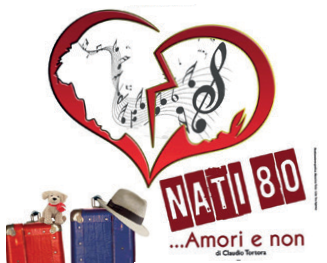 NATI 80
...Amori e non
di Claudio Tortora